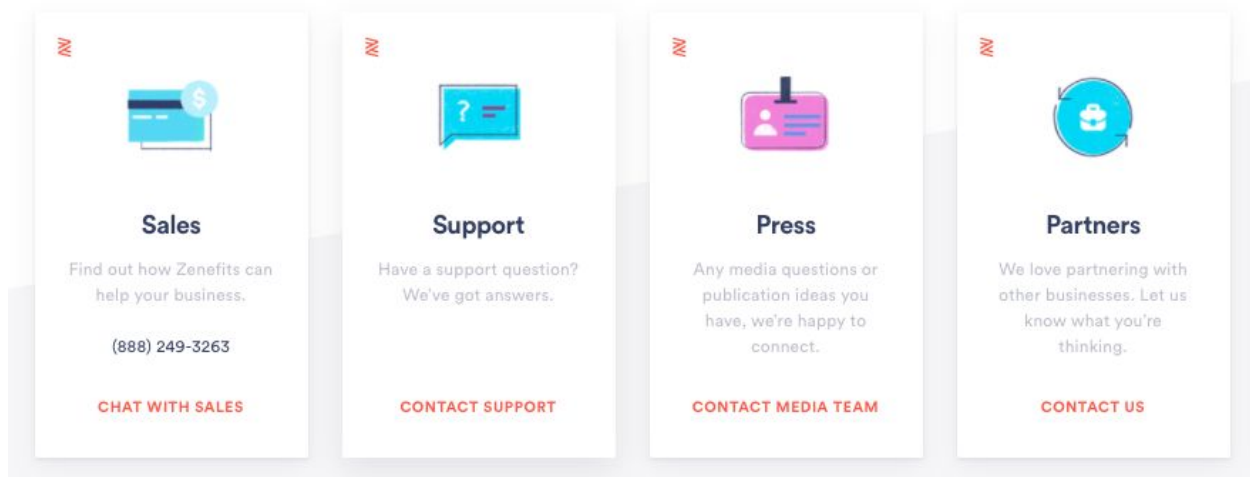 $
?
Sales
Find out how Zenefits can
help your business.
(888) 249-3263
CHAT WITH SALES
Support
Have a support question?
We've got answers.
CONTACT SUPPORT
Press
Any media questions or
publication ideas you
have, we're happy to
connect.
CONTACT MEDIA TEAM
Partners
We love partnering with
other businesses. Let us
know what you're
thinking.
CONTACT US